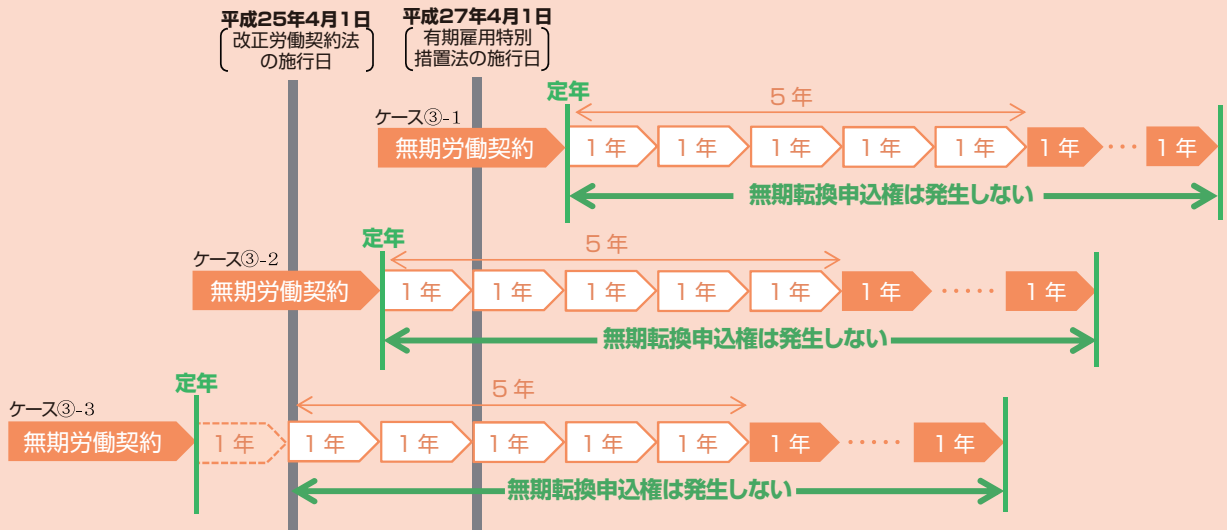 平成25年4月1日
改正労働契約法
の施行日
平成27年4月1日
有期雇用特別
措置法の施行日
定年
5年
ケース③-1
無期労働契約
1年
1年
1年
1年
1年
1年
・・・
1年
無期転換申込権は発生しない
定年
5年
ケース③-2
無期労働契約
1年
1年
1年
1年
1年
1年
・・・・・
1年
無期転換申込権は発生しない
定年
5年
ケース③-3
無期労働契約
1年
1年
1年
1年
1年
1年
1年
・・・・・
1年
無期転換申込権は発生しない